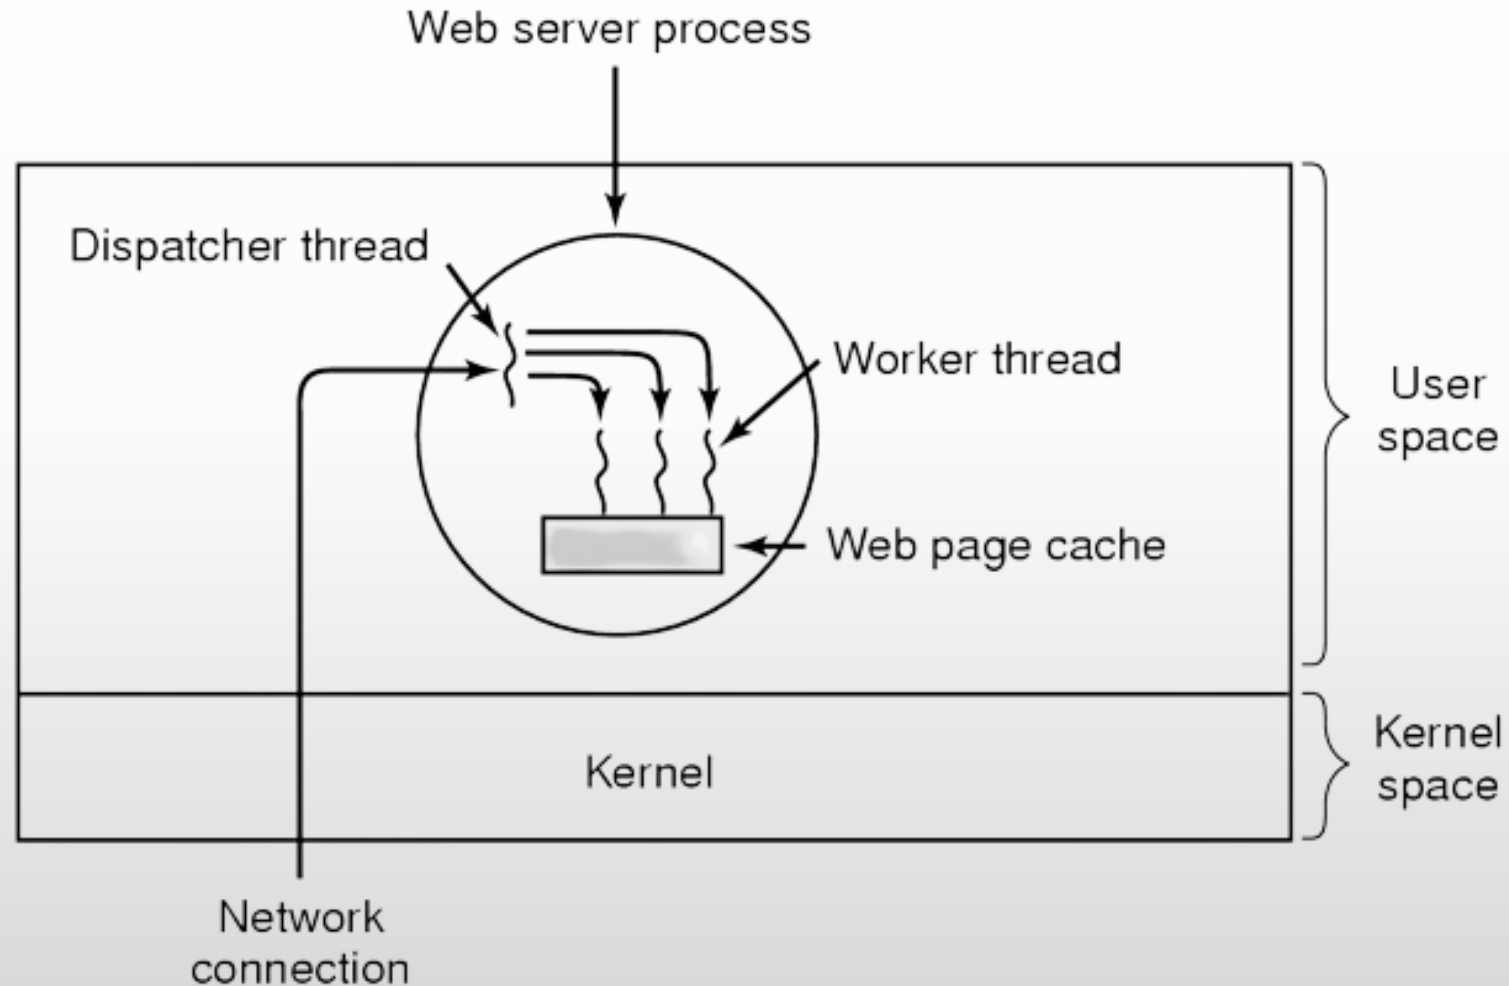 Web server process
Dispatcher thread
Worker thread
User
space
Web page cache
Kernel
Kernel
space
Network
connection